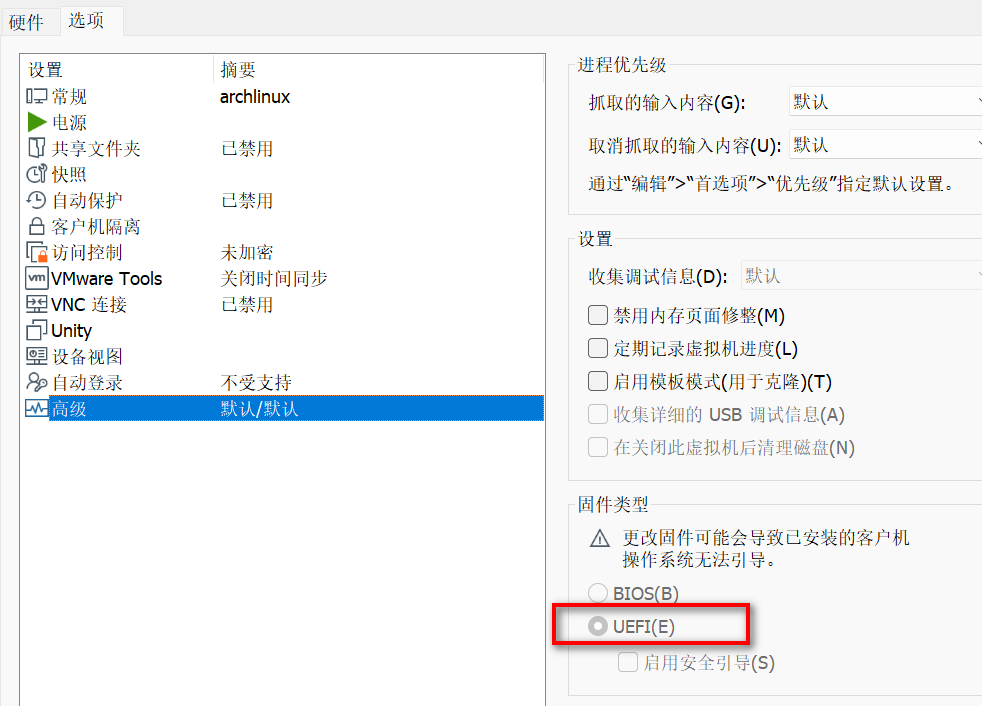 硬件 选项
设置 摘要
常规 archlinux
电源
共享文件夹 已禁用
快照
自动保护 已禁用
客户机隔离
访问控制 未加密
vm VMware Tools 关闭时间同步
VNC 连接 已禁用
Unity
设备视图
自动登录 不受支持
高级 默认/默认
进程优先级
抓取的输入内容(G): 默认
取消抓取的输入内容(U): 默认
通过“编辑”>“首选项”>“优先级”指定默认设置。
设置
收集调试信息(D): 默认
禁用内存页面修整(M)
定期记录虚拟机进度(L)
启用模板模式(用于克隆)(T)
收集详细的 USB 调试信息(A)
在关闭此虚拟机后清理磁盘(N)
固件类型
更改固件可能会导致已安装的客户机
操作系统无法引导。
BIOS(B)
UEFI(E)
启用安全引导(S)